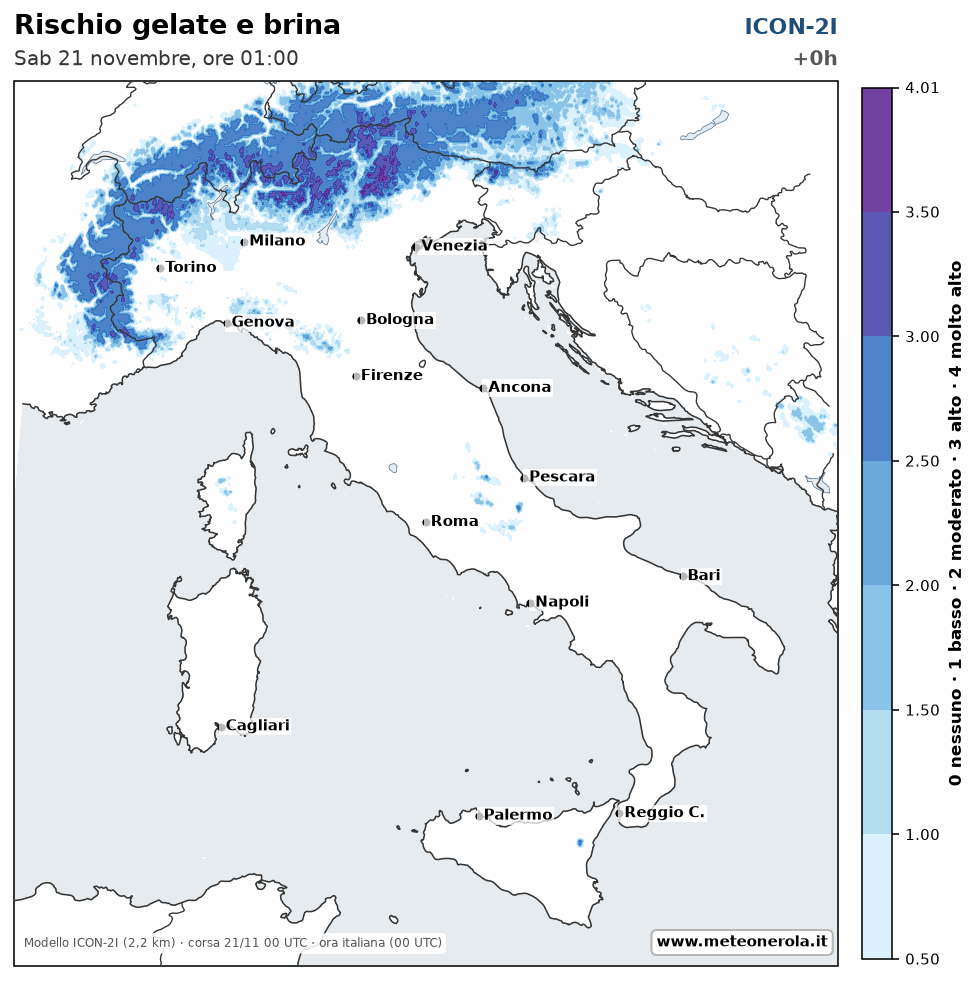 Rischio gelate e brina
ICON-2I
Sab 21 novembre, ore 01:00
+0h
4.01
3.50
3.00
2.50
2.00
1.50
1.00
0.50
0 nessuno · 1 basso · 2 moderato · 3 alto · 4 molto alto
Milano
Venezia
Torino
Genova
Bologna
Firenze
Ancona
Pescara
Roma
Bari
Napoli
Cagliari
Palermo
Reggio C.
Modello ICON-2I (2,2 km) · corsa 21/11 00 UTC · ora italiana (00 UTC)
www.meteonerola.it